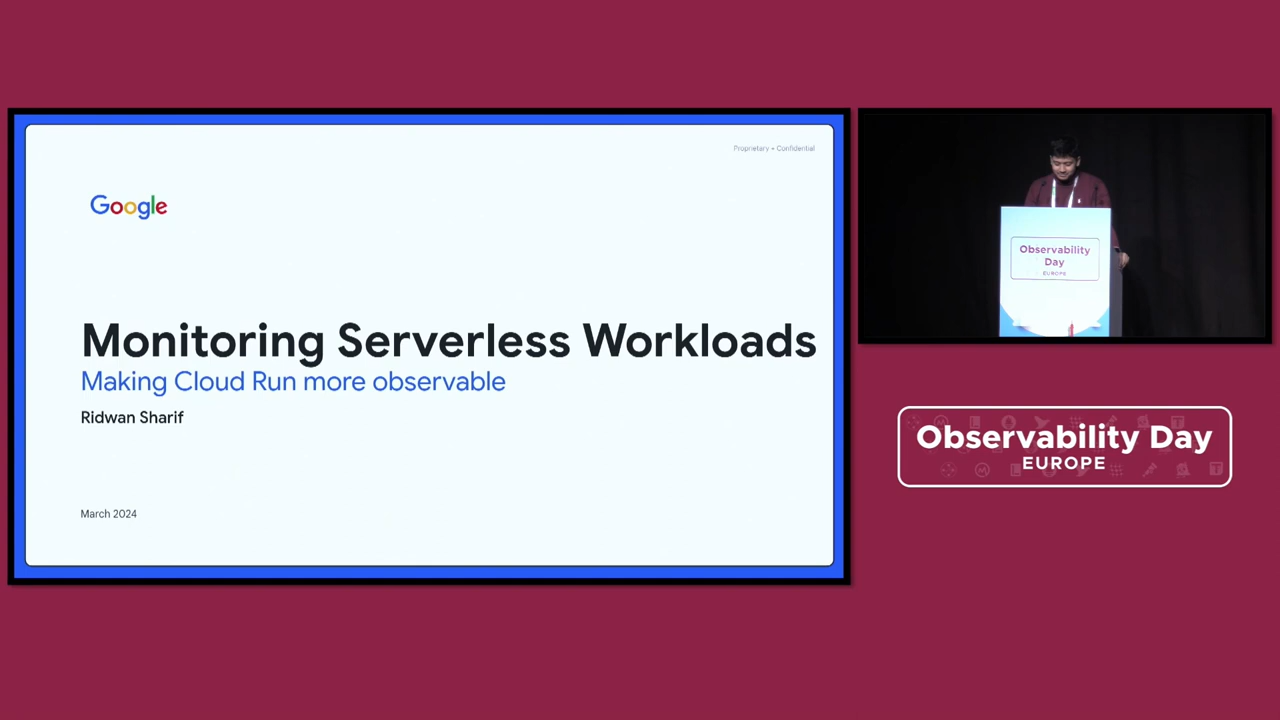 Proprietary + Confidential
Google
Monitoring Serverless Workloads
Making Cloud Run more observable
Ridwan Sharif
March 2024
Observability
Day
EUROPE
Observability Day
EUROPE